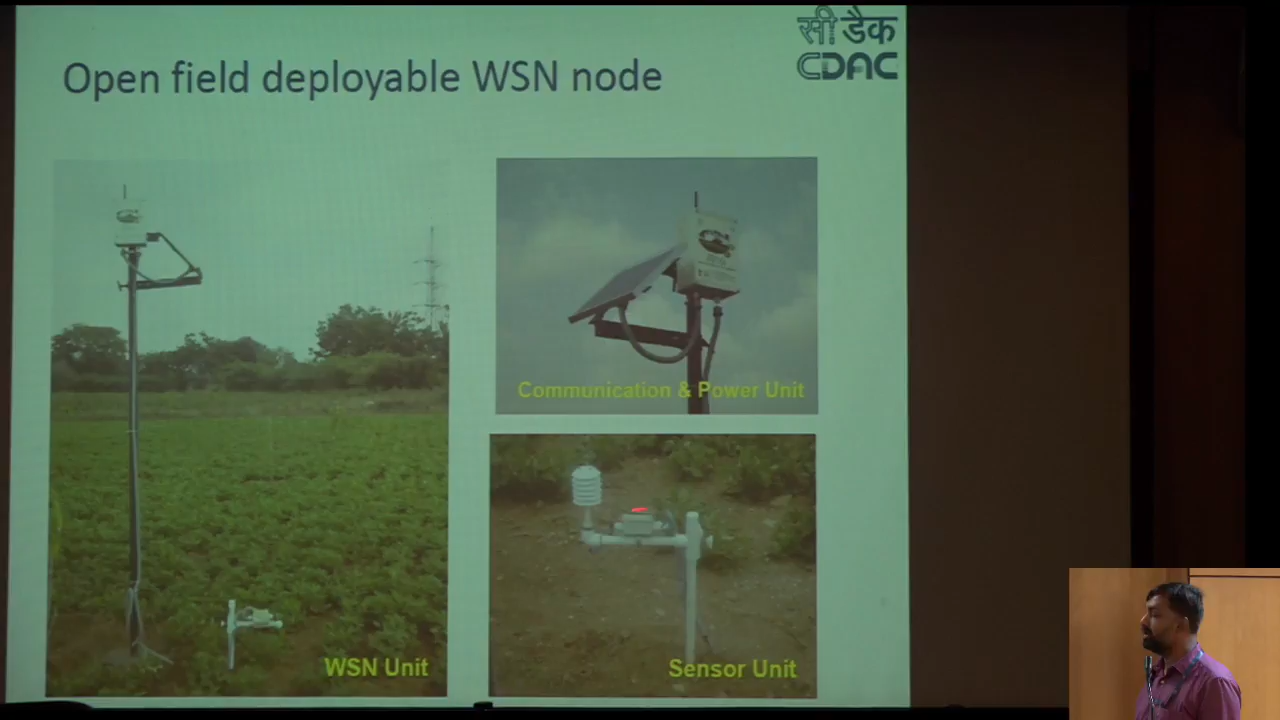 सी डैक
CDAC
Open field deployable WSN node
Communication & Power Unit
WSN Unit
Sensor Unit